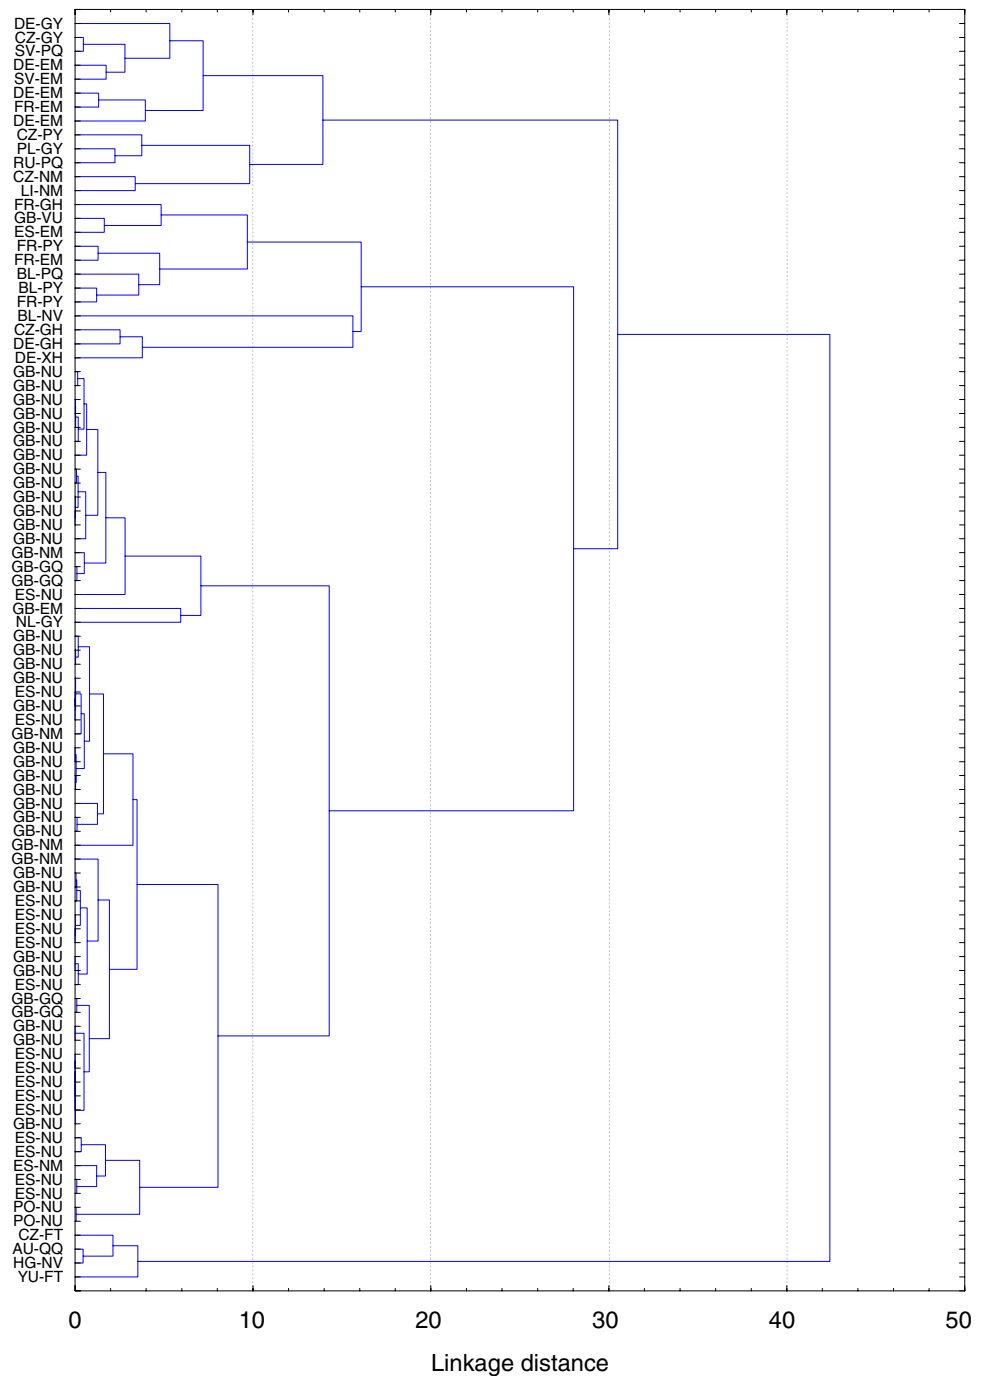 DE-GY
CZ-GY
SV-PQ
DE-EM
SV-EM
DE-EM
FR-EM
DE-EM
CZ-PY
PL-GY
RU-PQ
CZ-NM
LI-NM
FR-GH
GB-VU
ES-EM
FR-PY
FR-EM
BL-PQ
BL-PY
FR-PY
BL-NV
CZ-GH
DE-GH
DE-XH
GB-NU
GB-NU
GB-NU
GB-NU
GB-NU
GB-NU
GB-NU
GB-NU
GB-NU
GB-NU
GB-NU
GB-NU
GB-NU
GB-NM
GB-GQ
GB-GQ
ES-NU
GB-EM
NL-GY
GB-NU
GB-NU
GB-NU
GB-NU
ES-NU
GB-NU
ES-NU
GB-NM
GB-NU
GB-NU
GB-NU
GB-NU
GB-NU
GB-NU
GB-NU
GB-NM
GB-NM
GB-NU
GB-NU
ES-NU
ES-NU
ES-NU
ES-NU
GB-NU
GB-NU
ES-NU
GB-GQ
GB-GQ
GB-NU
GB-NU
ES-NU
ES-NU
ES-NU
ES-NU
ES-NU
GB-NU
ES-NU
ES-NU
ES-NM
ES-NU
ES-NU
PO-NU
PO-NU
CZ-FT
AU-QQ
HG-NV
YU-FT
0 10 20 30 40 50
Linkage distance